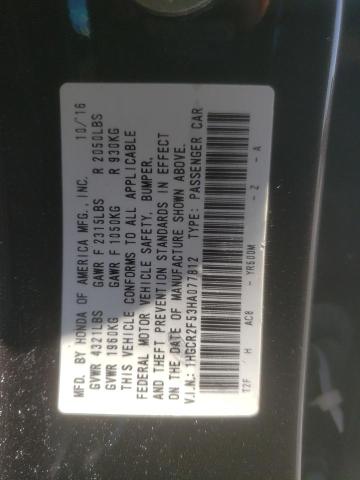 MFD. BY HONDA OF AMERICA MFG., INC. 10/16
GVWR 4321LBS GAWR F 2315LBS R 2050LBS
GVWR 1960KG GAWR F 1050KG R 930KG
THIS VEHICLE CONFORMS TO ALL APPLICABLE
FEDERAL MOTOR VEHICLE SAFETY, BUMPER,
AND THEFT PREVENTION STANDARDS IN EFFECT
ON THE DATE OF MANUFACTURE SHOWN ABOVE.
V.I.N.: 1HGCR2F53HA077812 TYPE: PASSENGER CAR
T2F H AC8 - YR500M - Z - A